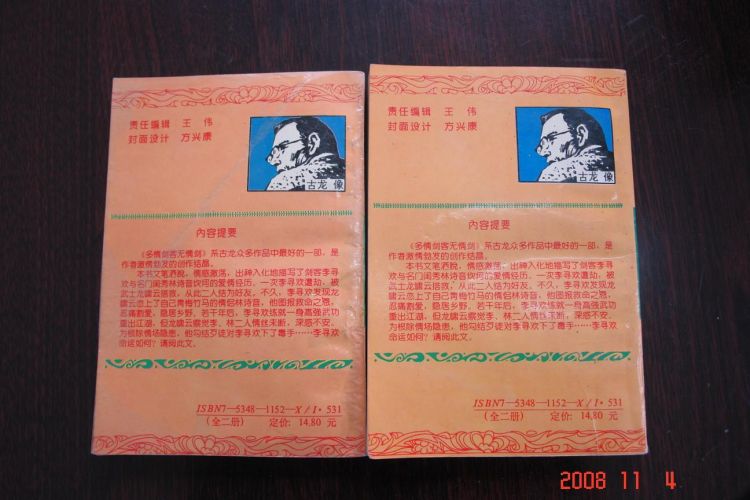 责任编辑 王 伟
封面设计 方兴康
古龙 像
内容提要
《多情剑客无情剑》系古龙众多作品中最好的一部，是
作者激情勃发的创作结晶。
本书文笔洒脱，情感激荡，出神入化地描写了剑客李寻
欢与名门闺秀林诗音坎坷的爱情经历，一次李寻欢遭劫，被
武士龙啸云搭救，从此二人结为好友，不久，李寻欢发现龙
啸云恋上了自己青梅竹马的情侣林诗音，他图报救命之恩，
忍痛割爱，隐居乡野，若干年后，李寻欢练就一身高强武功
重出江湖，但龙啸云察觉李、林二人情丝未断，深感不安，
为根除情场隐患，他勾结歹徒对李寻欢下了毒手……李寻欢
命运如何？请阅此文。
ISBN7—5348—1152—X／I·531
(全二册) 定价：14.80 元
责任编辑 王 伟
封面设计 方兴康
古龙 像
内容提要
《多情剑客无情剑》系古龙众多作品中最好的一部，是
作者激情勃发的创作结晶。
本书文笔洒脱，情感激荡，出神入化地描写了剑客李寻
欢与名门闺秀林诗音坎坷的爱情经历，一次李寻欢遭劫，被
武士龙啸云搭救，从此二人结为好友，不久，李寻欢发现龙
啸云恋上了自己青梅竹马的情侣林诗音，他图报救命之恩，
忍痛割爱，隐居乡野，若干年后，李寻欢练就一身高强武功
重出江湖，但龙啸云察觉李、林二人情丝未断，深感不安，
为根除情场隐患，他勾结歹徒对李寻欢下了毒手……李寻欢
命运如何？请阅此文。
ISBN7—5348—1152—X／I·531
(全二册) 定价：14.80 元
2008 11 4